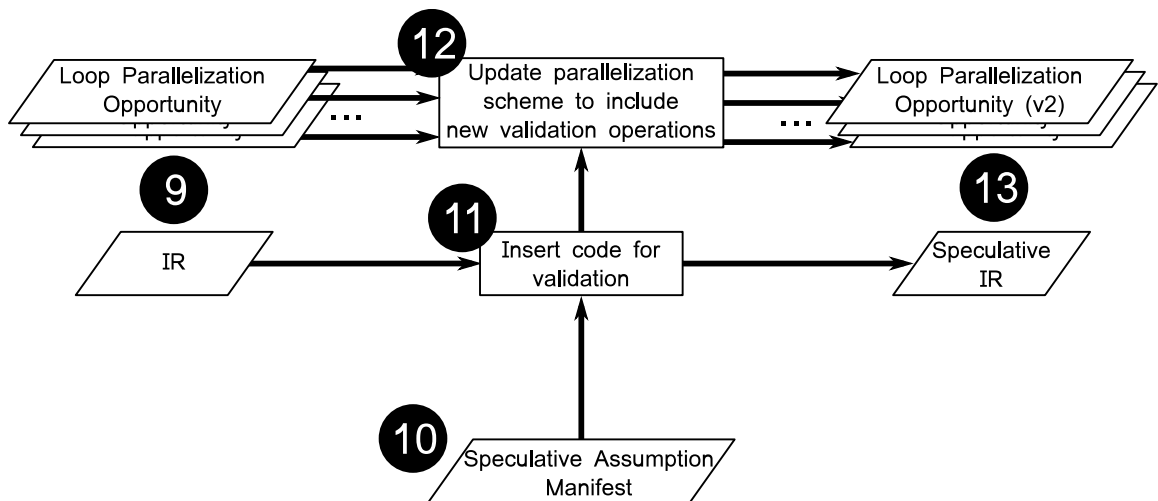 12
Loop Parallelization
Opportunity
...
Update parallelization
scheme to include
new validation operations
...
Loop Parallelization
Opportunity (v2)
9
13
11
IR
Insert code for
validation
Speculative
IR
10
Speculative Assumption
Manifest